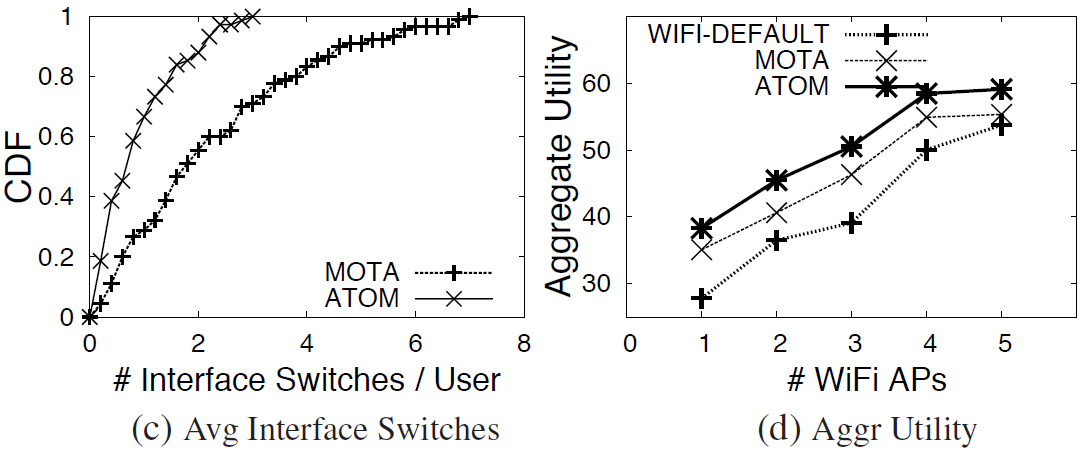 CDF
1
0.8
0.6
0.4
0.2
0
MOTA
ATOM
0 2 4 6 8
# Interface Switches / User
(c) Avg Interface Switches
Aggregate Utility
WIFI-DEFAULT
MOTA
ATOM
60
50
40
30
0 1 2 3 4 5
# WiFi APs
(d) Aggr Utility